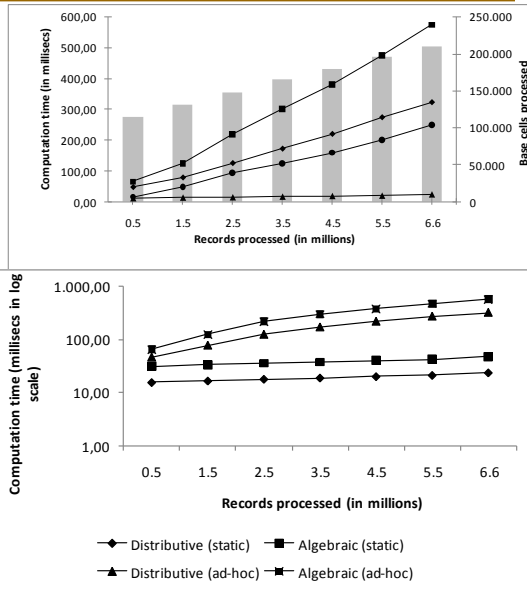 Computation time (in millisecs)
600,00
500,00
400,00
300,00
200,00
100,00
0,00
250.000
200.000
150.000
100.000
50.000
0
Base cells processed
0.5 1.5 2.5 3.5 4.5 5.5 6.6
Records processed (in millions)
Computation time (millisecs in log
scale)
1.000,00
100,00
10,00
1,00
0.5 1.5 2.5 3.5 4.5 5.5 6.6
Records processed (in millions)
Distributive (static) Algebraic (static)
Distributive (ad-hoc) Algebraic (ad-hoc)